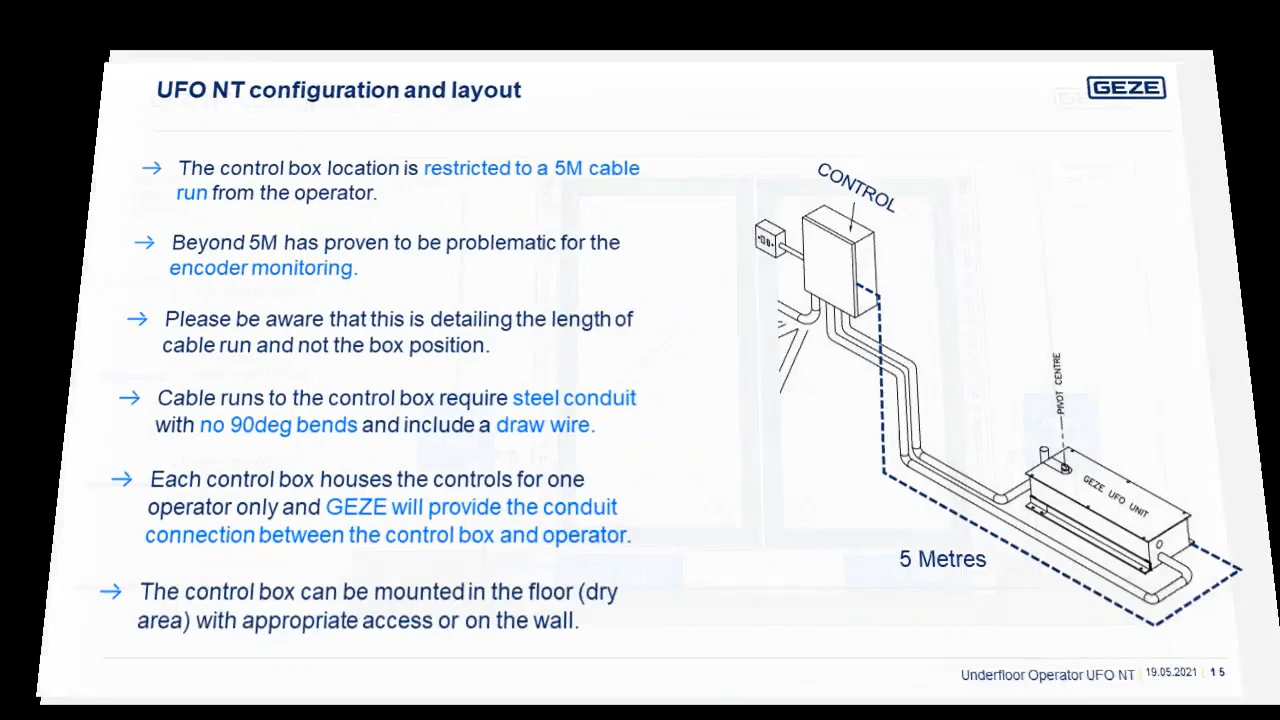 UFO NT configuration and layout
GEZE
→ The control box location is restricted to a 5M cable
run from the operator.
→ Beyond 5M has proven to be problematic for the
encoder monitoring.
→ Please be aware that this is detailing the length of
cable run and not the box position.
→ Cable runs to the control box require steel conduit
with no 90deg bends and include a draw wire.
→ Each control box houses the controls for one
operator only and GEZE will provide the conduit
connection between the control box and operator.
→ The control box can be mounted in the floor (dry
area) with appropriate access or on the wall.
CONTROL
PIVOT CENTRE
GEZE UFO UNIT
5 Metres
Underfloor Operator UFO NT | 19.05.2021 | 15